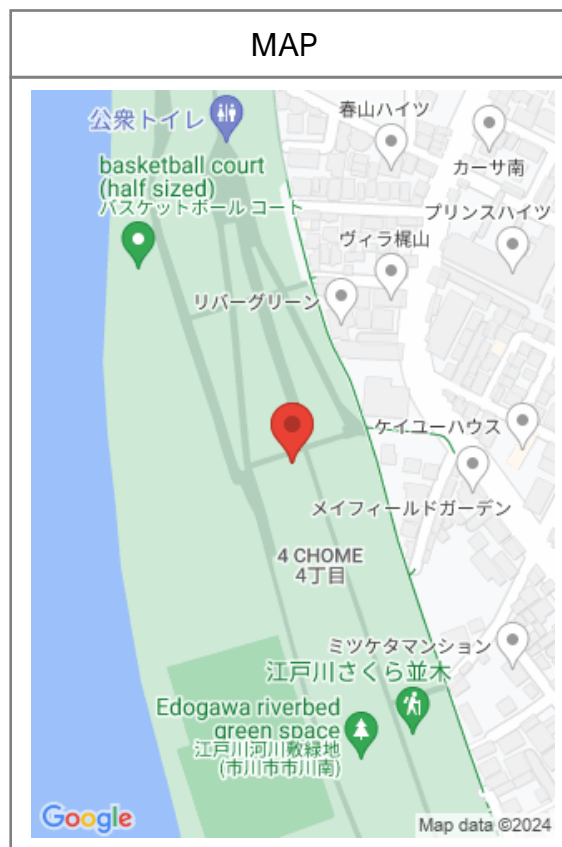 MAP
公衆トイレ
春山ハイツ
basketball court
(half sized)
バスケットボール コート
カーサ南
プリンスハイツ
ヴィラ梶山
リバーグリーン
ケイユーハウス
メイフィールドガーデン
4 CHOME
4丁目
ミツケタマンション
江戸川さくら並木
Edogawa riverbed
green space
江戸川河川敷緑地
(市川市市川南)
Google
Map data ©2024